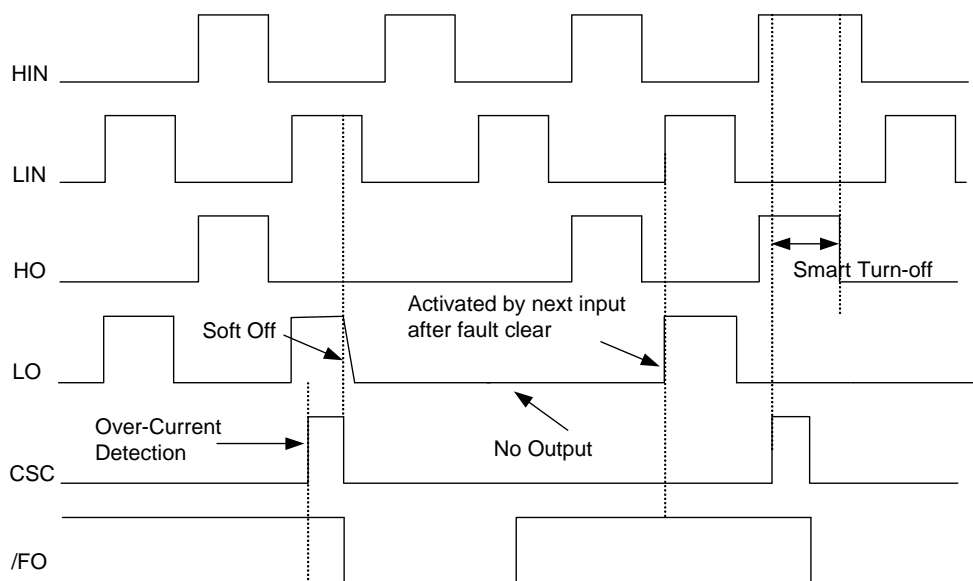 HIN
LIN
HO
Smart Turn-off
Activated by next input
after fault clear
Soft Off
LO
Over-Current
Detection
No Output
CSC
/FO